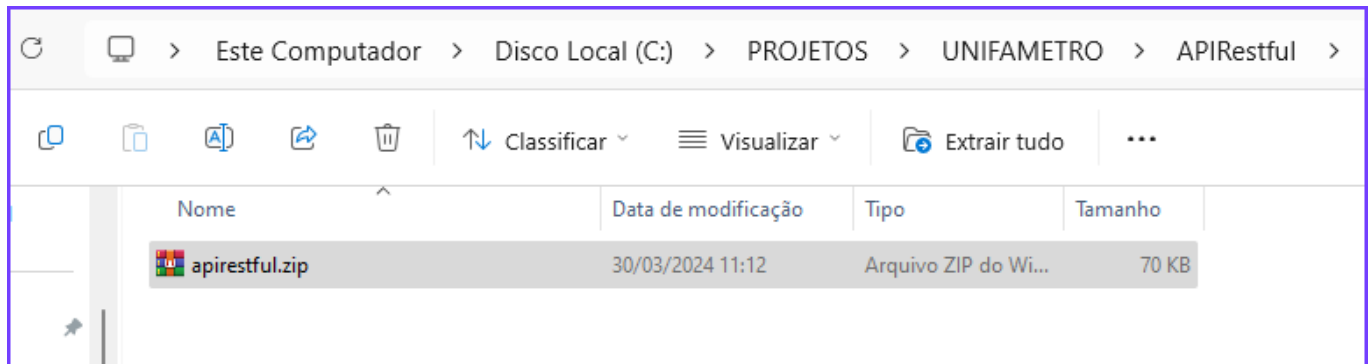 Este Computador > Disco Local (C:) > PROJETOS > UNIFAMETRO > APIRestful >
Classificar Visualizar Extrair tudo ...
Nome Data de modificação Tipo Tamanho
apirestful.zip 30/03/2024 11:12 Arquivo ZIP do Wi... 70 KB